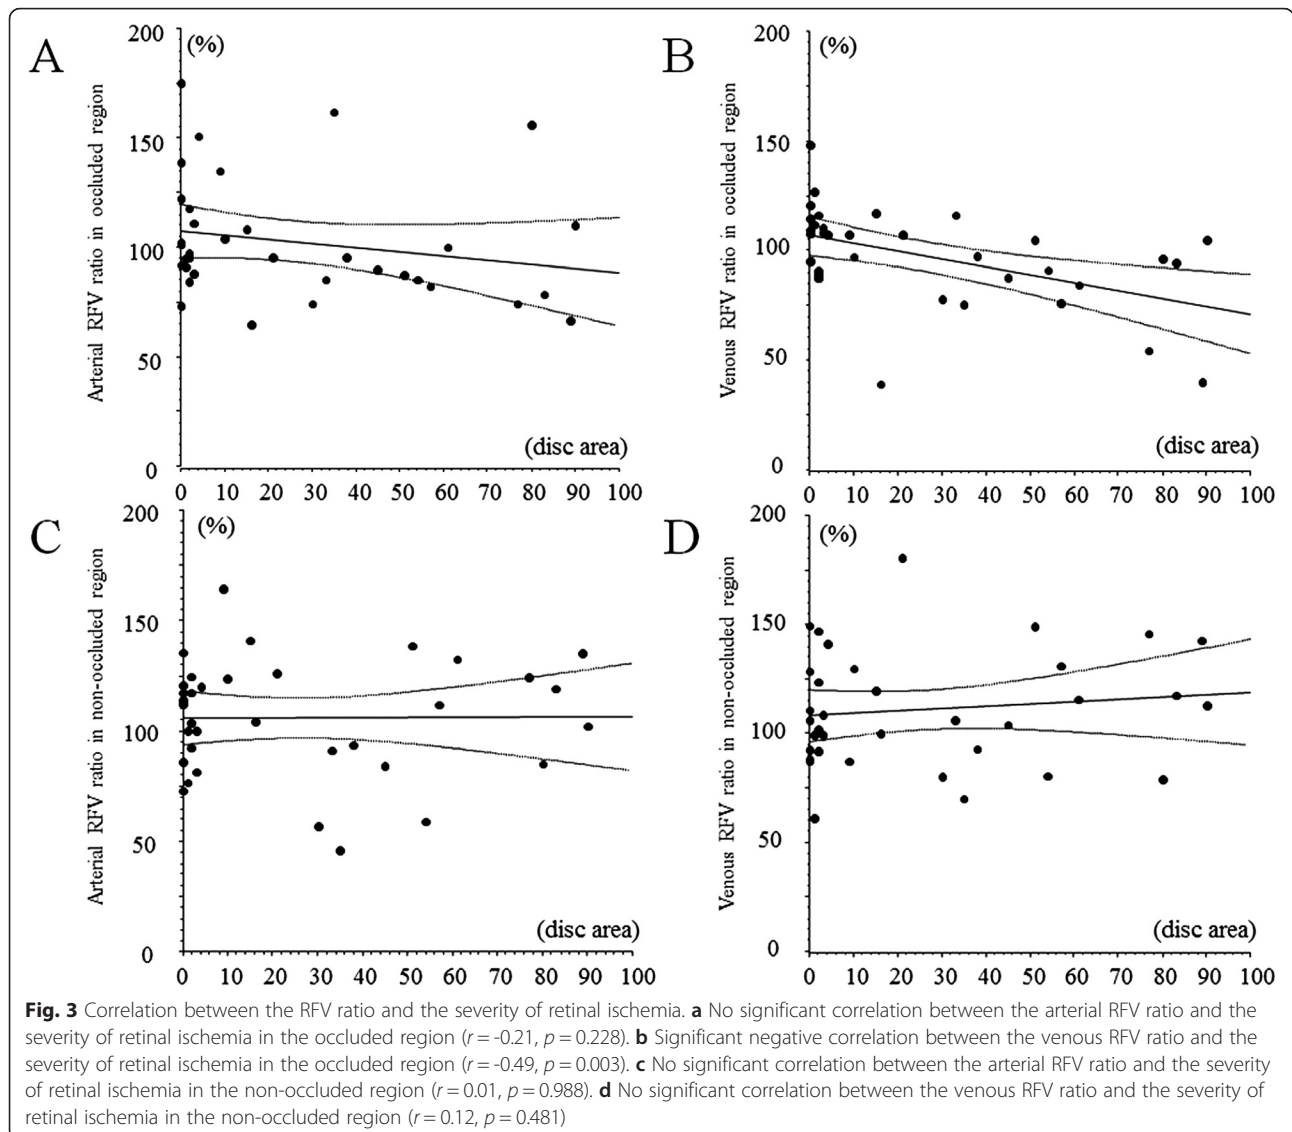 A
(%)
Arterial RFV ratio in occluded region
200
150
100
50
0
(disc area)
0 10 20 30 40 50 60 70 80 90 100
B
(%)
Venous RFV ratio in occluded region
200
150
100
50
0
(disc area)
0 10 20 30 40 50 60 70 80 90 100
C
(%)
Arterial RFV ratio in non-occluded region
200
150
100
50
0
(disc area)
0 10 20 30 40 50 60 70 80 90 100
D
(%)
Venous RFV ratio in non-occluded region
200
150
100
50
0
(disc area)
0 10 20 30 40 50 60 70 80 90 100
Fig. 3 Correlation between the RFV ratio and the severity of retinal ischemia. a No significant correlation between the arterial RFV ratio and the
severity of retinal ischemia in the occluded region (r = -0.21, p = 0.228). b Significant negative correlation between the venous RFV ratio and the
severity of retinal ischemia in the occluded region (r = -0.49, p = 0.003). c No significant correlation between the arterial RFV ratio and the severity
of retinal ischemia in the non-occluded region (r = 0.01, p = 0.988). d No significant correlation between the venous RFV ratio and the severity of
retinal ischemia in the non-occluded region (r = 0.12, p = 0.481)